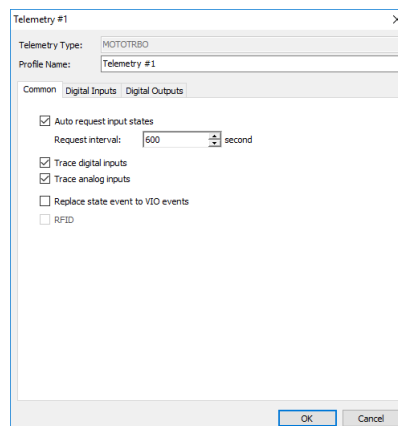 Telemetry #1
Telemetry Type: MOTOTRBO
Profile Name: Telemetry #1
Common Digital Inputs Digital Outputs
Auto request input states
Request interval: 600 second
Trace digital inputs
Trace analog inputs
Replace state event to VIO events
RFID
OK Cancel